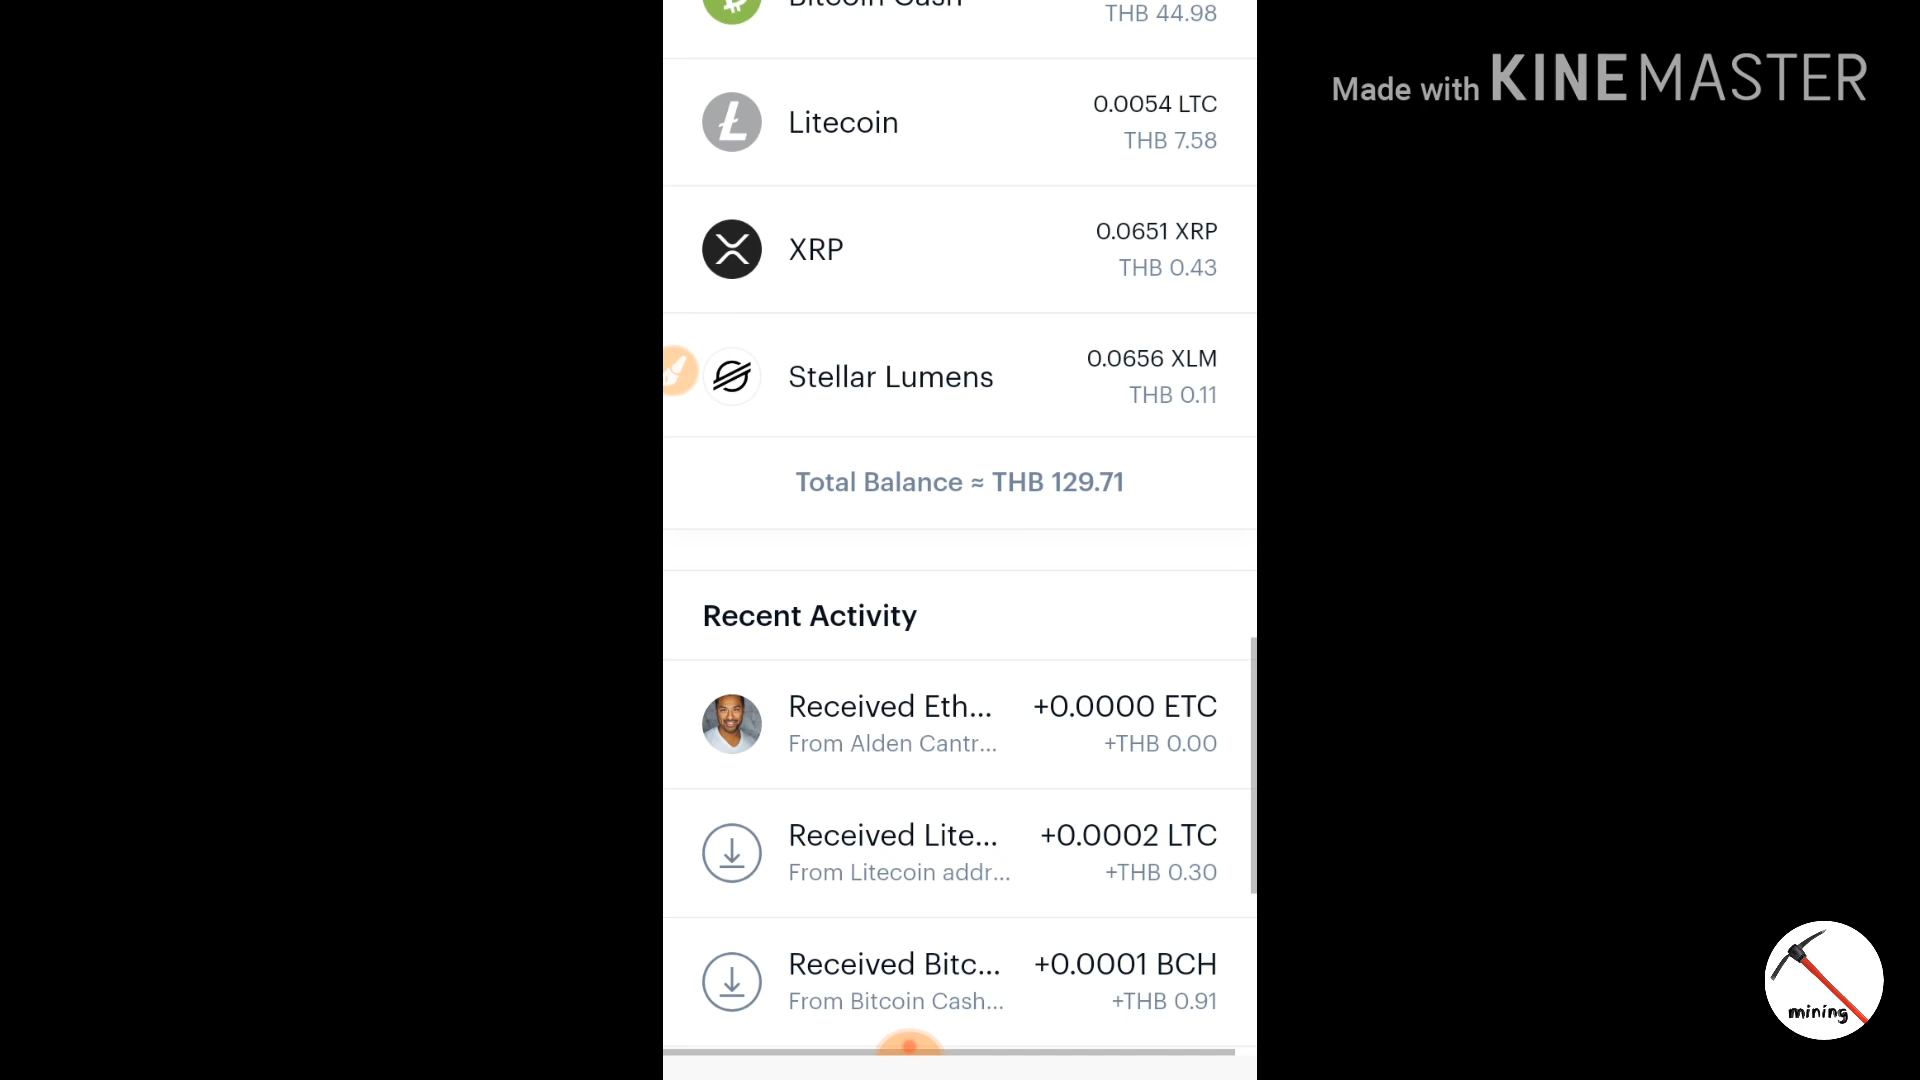 Bitcoin Cash
THB 44.98
Made with KINEMASTER
Litecoin
0.0054 LTC
THB 7.58
XRP
0.0651 XRP
THB 0.43
Stellar Lumens
0.0656 XLM
THB 0.11
Total Balance ≈ THB 129.71
Recent Activity
Received Eth...
+0.0000 ETC
From Alden Cantr...
+THB 0.00
Received Lite...
+0.0002 LTC
From Litecoin addr...
+THB 0.30
Received Bitc...
+0.0001 BCH
From Bitcoin Cash...
+THB 0.91
mining